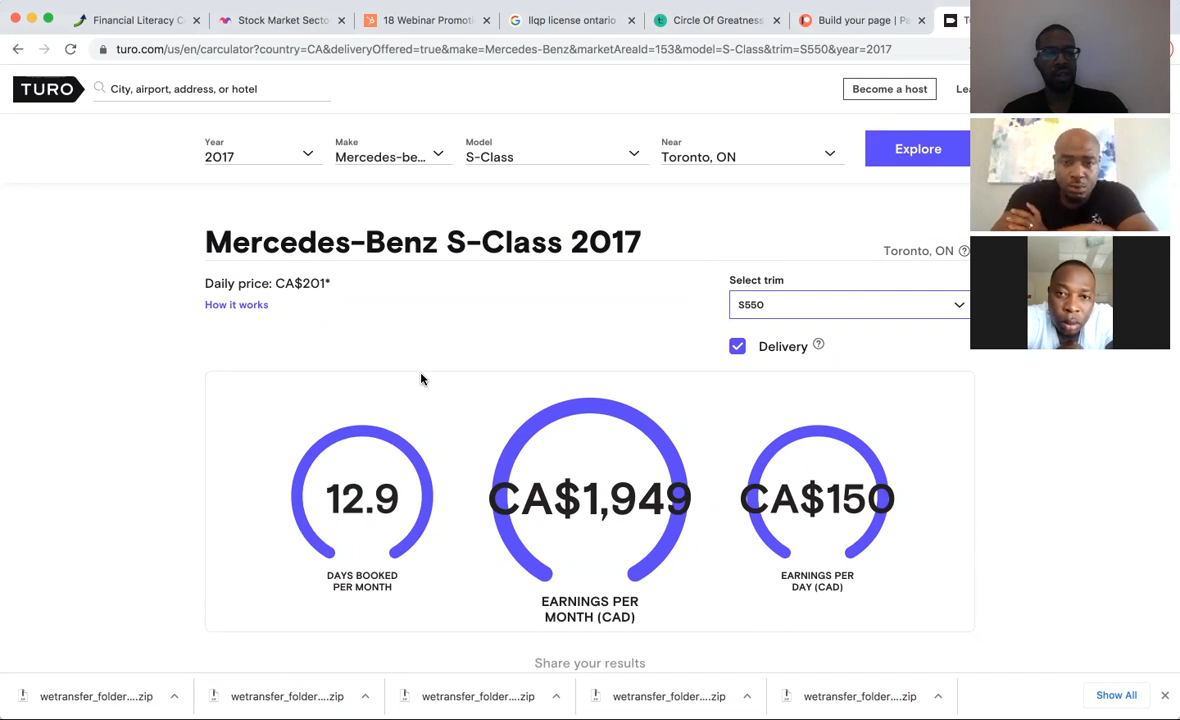 Financial Literacy C
Stock Market Secto
18 Webinar Promoti
llqp license ontario
Circle Of Greatness
Build your page | Pa
turo.com/us/en/carculator?country=CA&deliveryOffered=true&make=Mercedes-Benz&marketAreaId=153&model=S-Class&trim=S550&year=2017
TURO
City, airport, address, or hotel
Become a host
Lea
Year
2017
Make
Mercedes-be...
Model
S-Class
Near
Toronto, ON
Explore
Mercedes-Benz S-Class 2017
Toronto, ON
Daily price: CA$201*
How it works
Select trim
S550
Delivery
12.9
DAYS BOOKED
PER MONTH
CA$1,949
EARNINGS PER
MONTH (CAD)
CA$150
EARNINGS PER
DAY (CAD)
Share your results
wetransfer_folder....zip
wetransfer_folder....zip
wetransfer_folder....zip
wetransfer_folder....zip
wetransfer_folder....zip
Show All